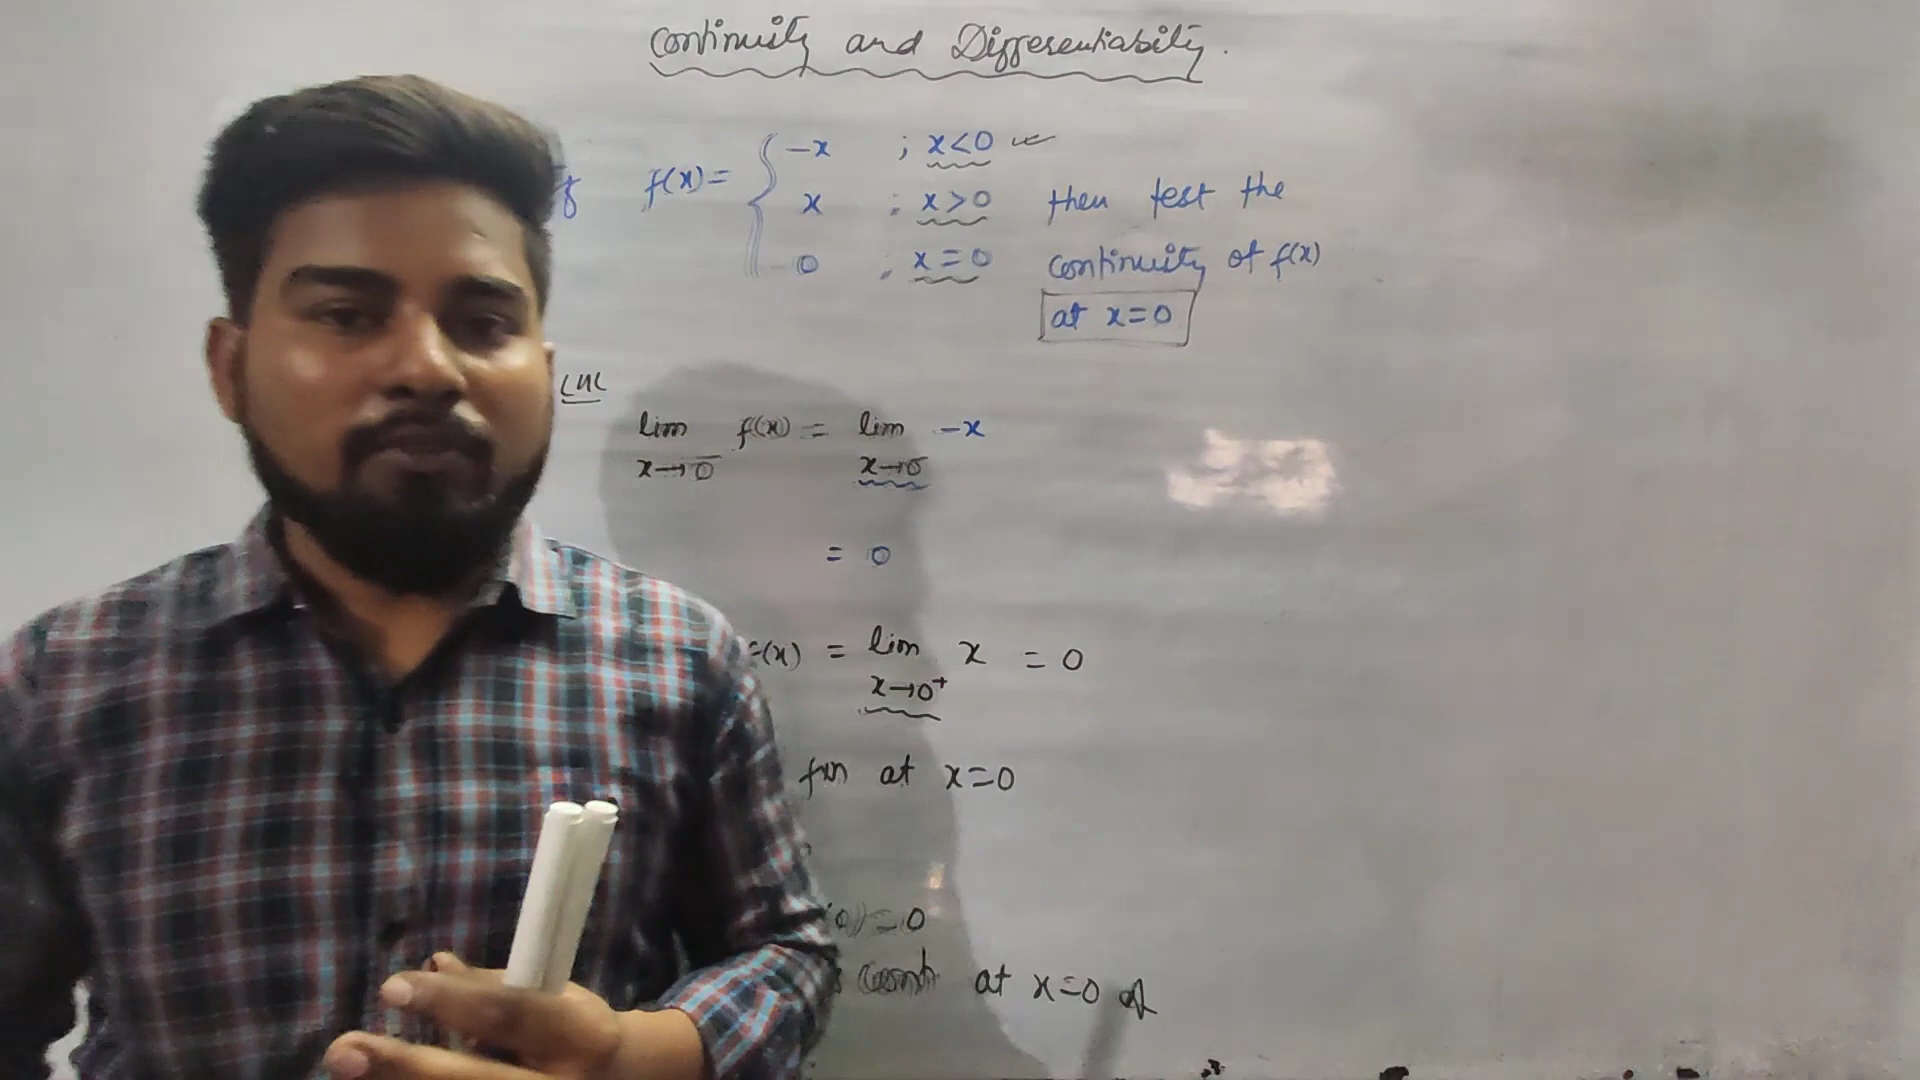 Continuity and Differentiability.
If f(x) = { -x ; x<0
x ; x>0 then test the
0 ; x=0 continuity of f(x)
at x=0
LHL
lim f(x) = lim -x
x→0⁻ x→0⁻
= 0
f(x) = lim x = 0
x→0⁺
fun at x=0
(0) = 0
at x=0